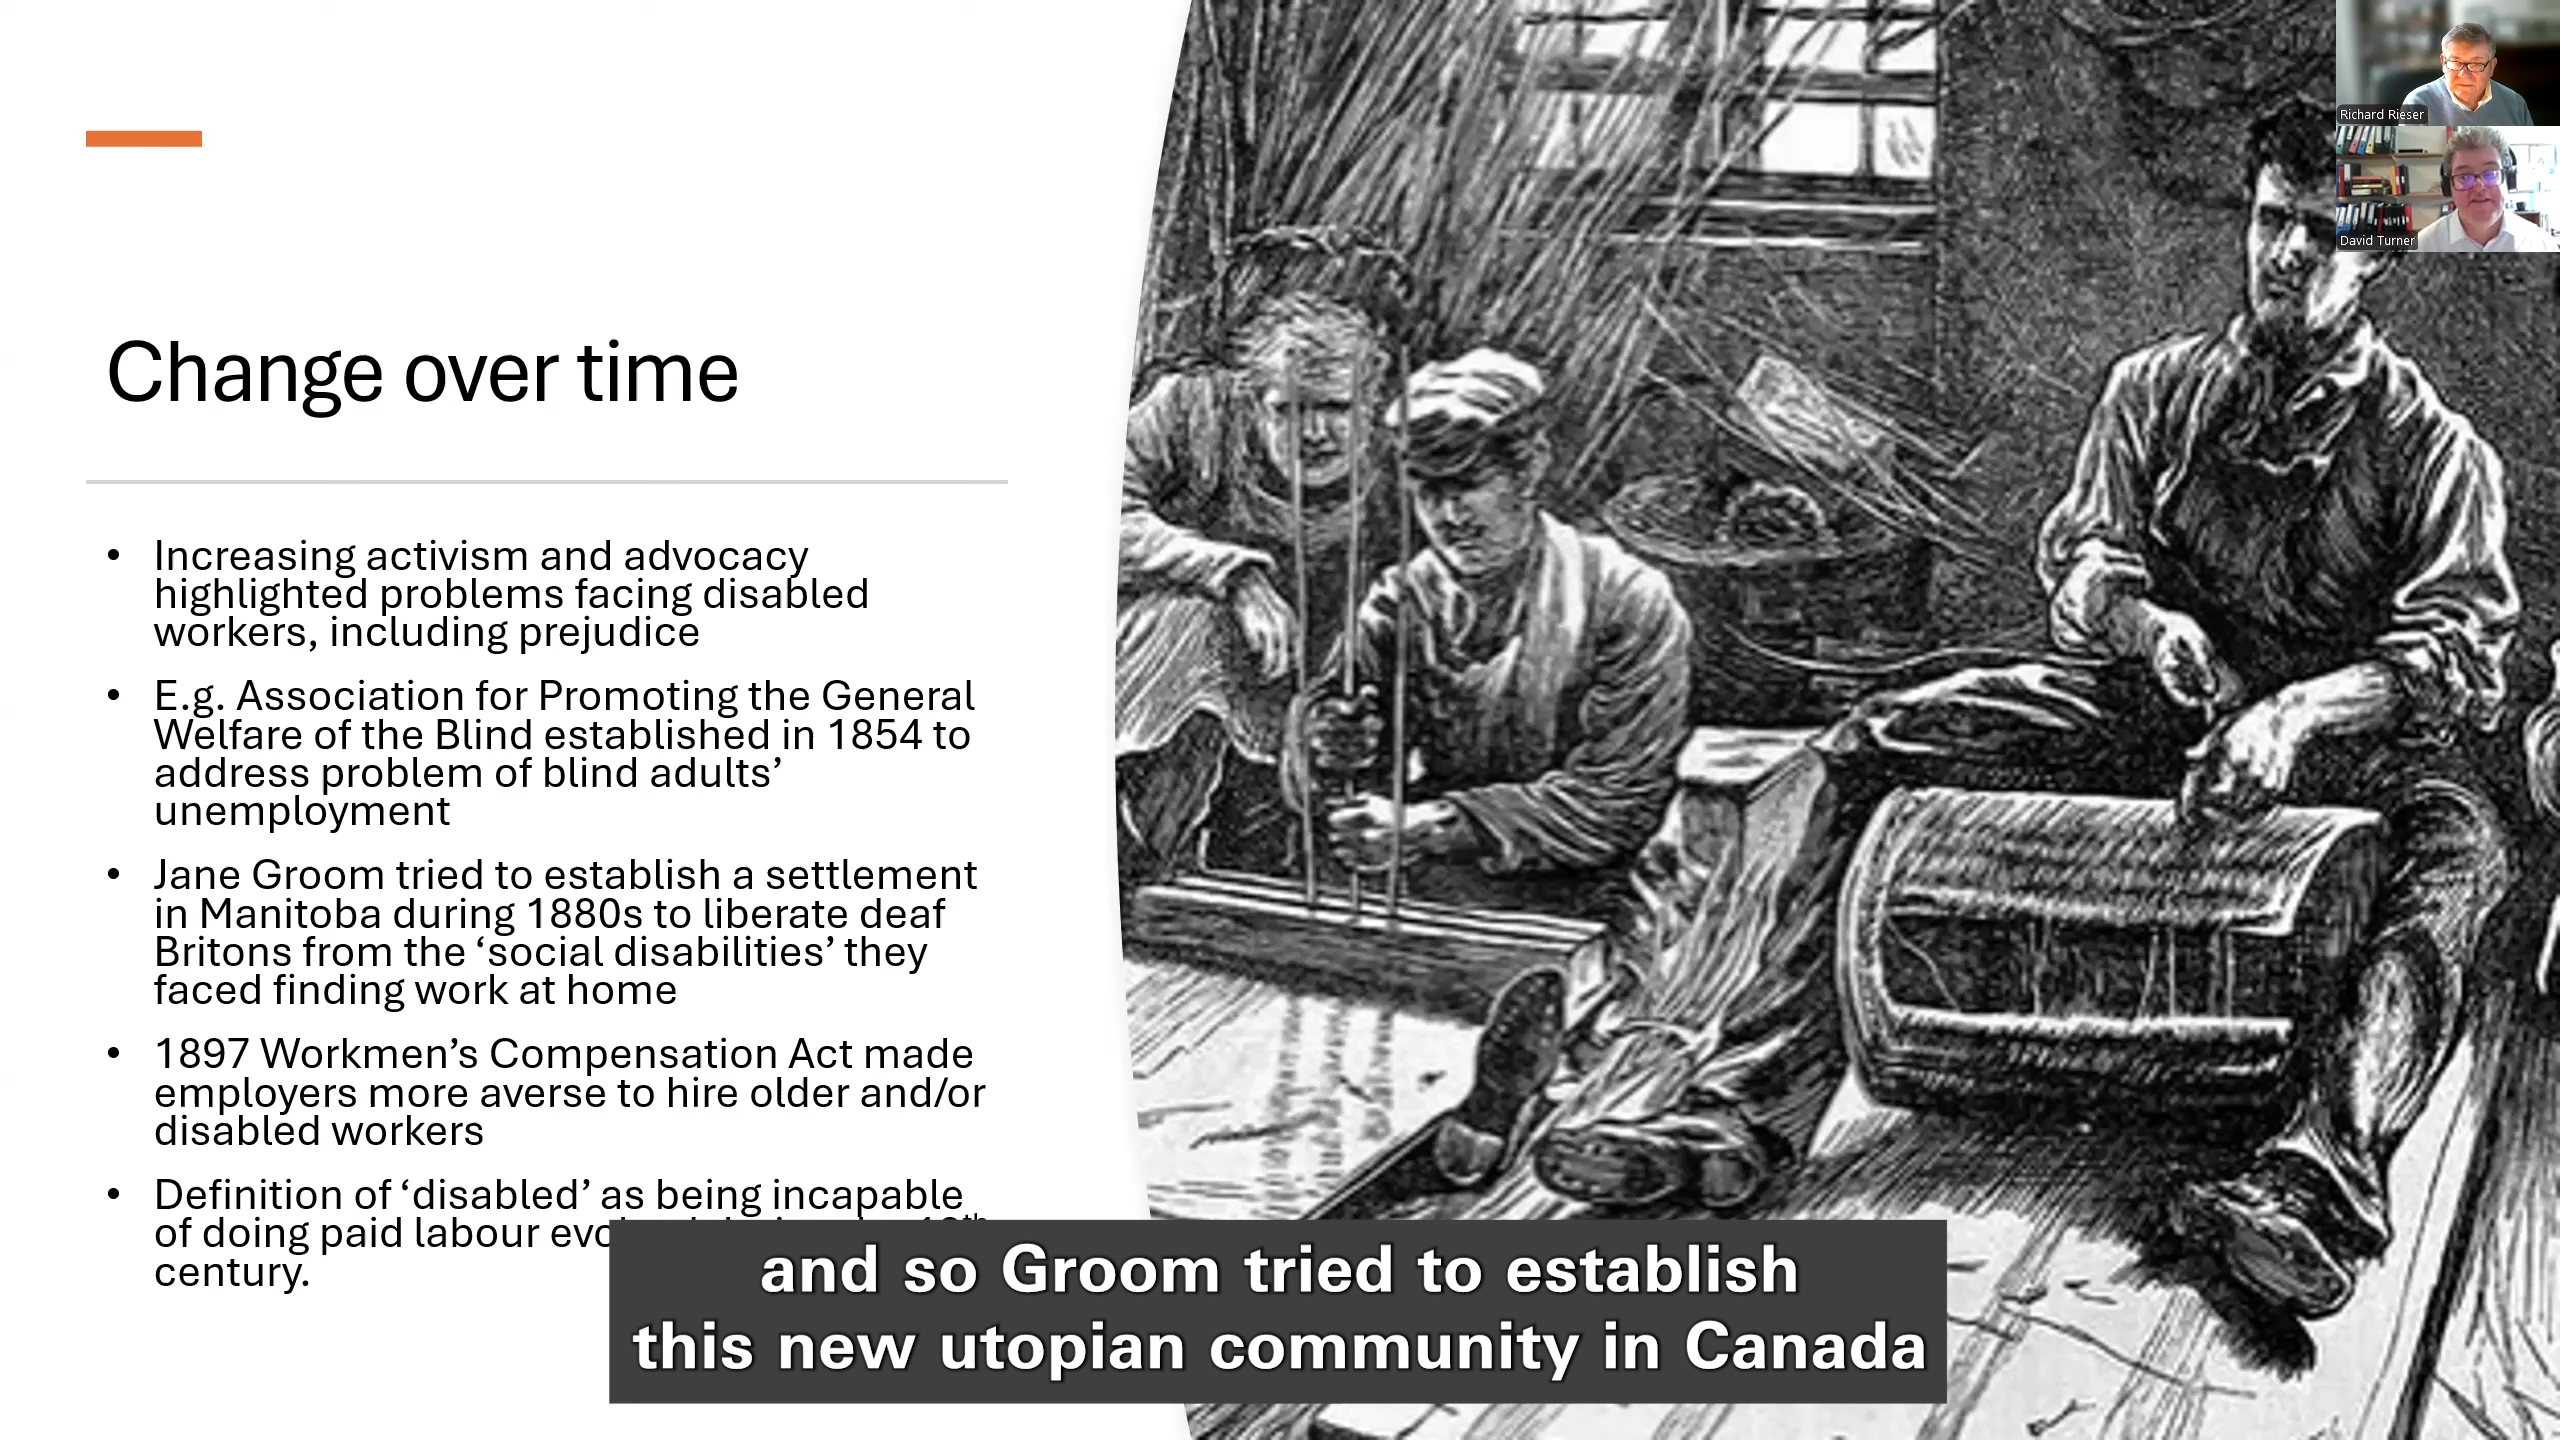 Change over time
• Increasing activism and advocacy
highlighted problems facing disabled
workers, including prejudice
• E.g. Association for Promoting the General
Welfare of the Blind established in 1854 to
address problem of blind adults’
unemployment
• Jane Groom tried to establish a settlement
in Manitoba during 1880s to liberate deaf
Britons from the ‘social disabilities’ they
faced finding work at home
• 1897 Workmen’s Compensation Act made
employers more averse to hire older and/or
disabled workers
• Definition of ‘disabled’ as being incapable
of doing paid labour
century.
and so Groom tried to establish
this new utopian community in Canada
Richard Rieser
David Turner